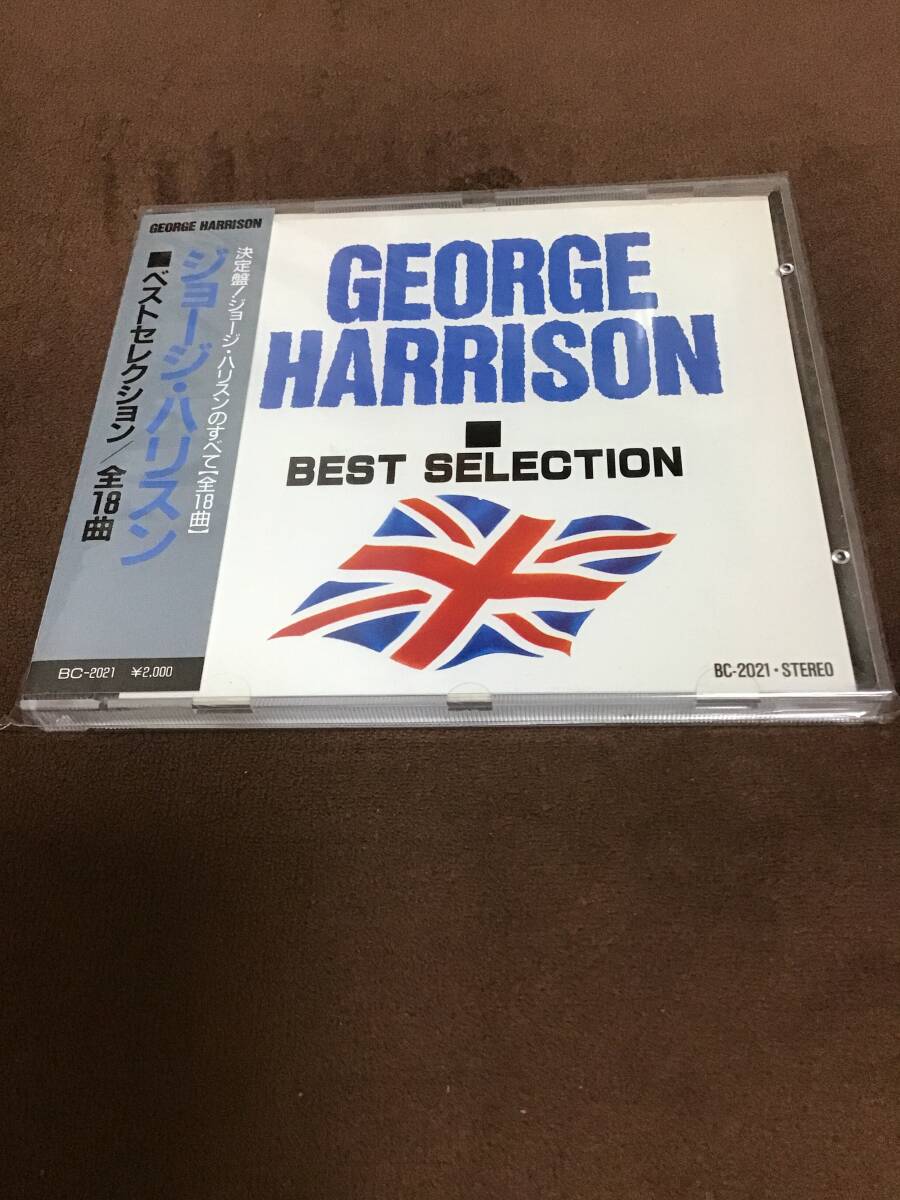 GEORGE HARRISON
決定盤!ジョージ・ハリスンのすべて【全18曲】
ジョージ・ハリスン
■ベストセレクション/全18曲
BC-2021 ¥2,000
GEORGE
HARRISON
■
BEST SELECTION
BC-2021・STEREO